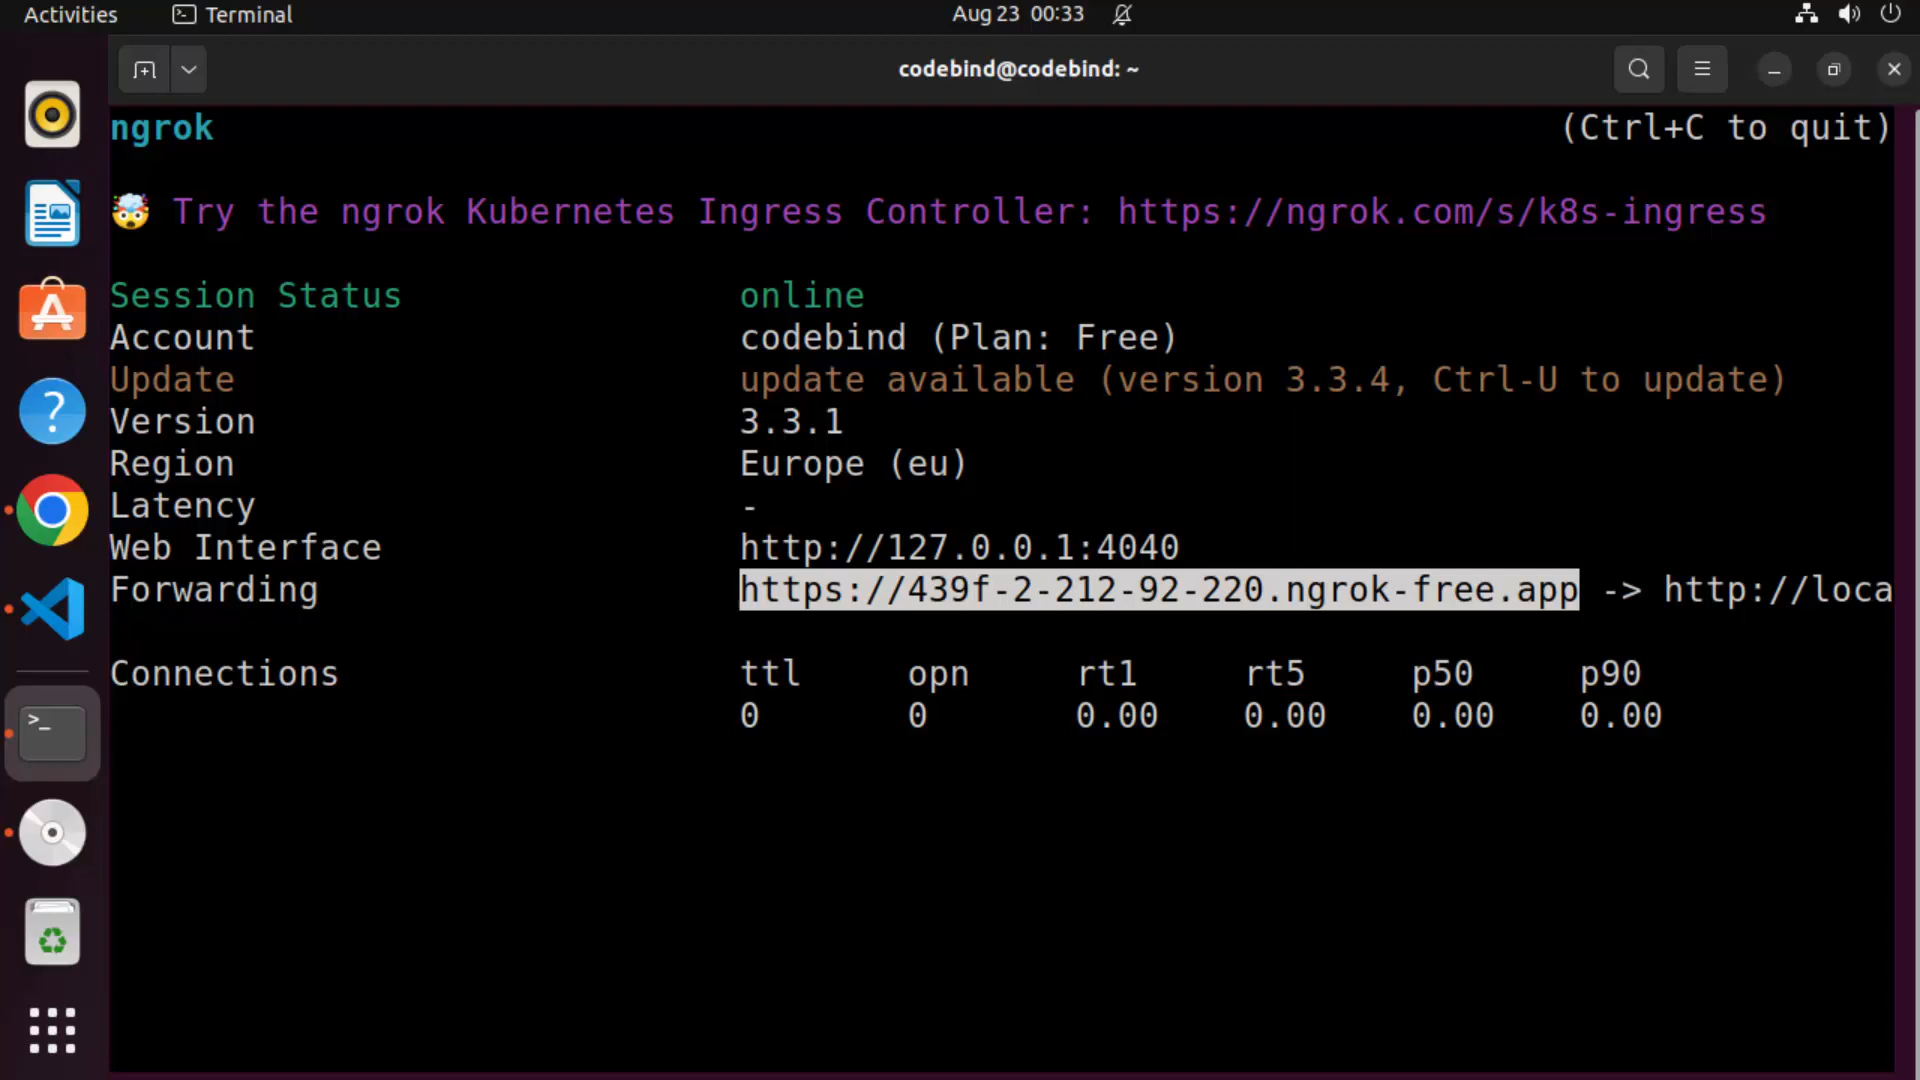 Activities Terminal Aug 23 00:33
codebind@codebind: ~
ngrok (Ctrl+C to quit)
🤯 Try the ngrok Kubernetes Ingress Controller: https://ngrok.com/s/k8s-ingress
Session Status online
Account codebind (Plan: Free)
Update update available (version 3.3.4, Ctrl-U to update)
Version 3.3.1
Region Europe (eu)
Latency -
Web Interface http://127.0.0.1:4040
Forwarding https://439f-2-212-92-220.ngrok-free.app -> http://loca
Connections ttl opn rt1 rt5 p50 p90
0 0 0.00 0.00 0.00 0.00